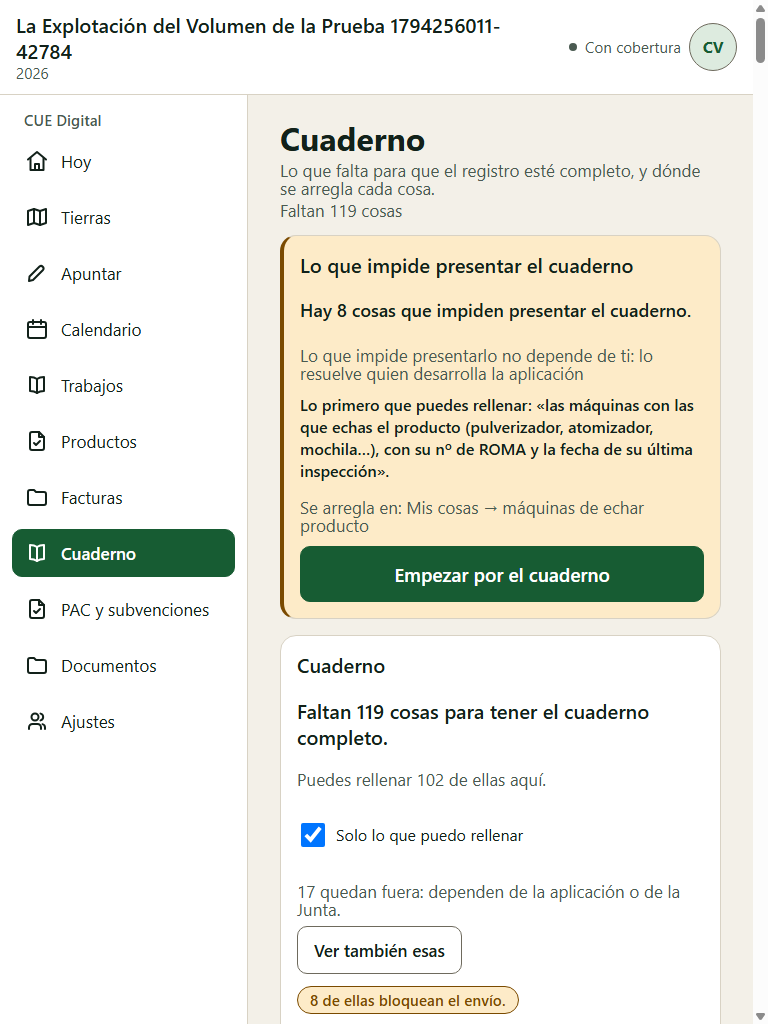 La Explotación del Volumen de la Prueba 1794256011-
42784
2026
Con cobertura
CV
CUE Digital
Hoy
Tierras
Apuntar
Calendario
Trabajos
Productos
Facturas
Cuaderno
PAC y subvenciones
Documentos
Ajustes
Cuaderno
Lo que falta para que el registro esté completo, y dónde
se arregla cada cosa.
Faltan 119 cosas
Lo que impide presentar el cuaderno
Hay 8 cosas que impiden presentar el cuaderno.
Lo que impide presentarlo no depende de ti: lo
resuelve quien desarrolla la aplicación
Lo primero que puedes rellenar: «las máquinas con las
que echas el producto (pulverizador, atomizador,
mochila…), con su nº de ROMA y la fecha de su última
inspección».
Se arregla en: Mis cosas → máquinas de echar
producto
Empezar por el cuaderno
Cuaderno
Faltan 119 cosas para tener el cuaderno
completo.
Puedes rellenar 102 de ellas aquí.
Solo lo que puedo rellenar
17 quedan fuera: dependen de la aplicación o de la
Junta.
Ver también esas
8 de ellas bloquean el envío.